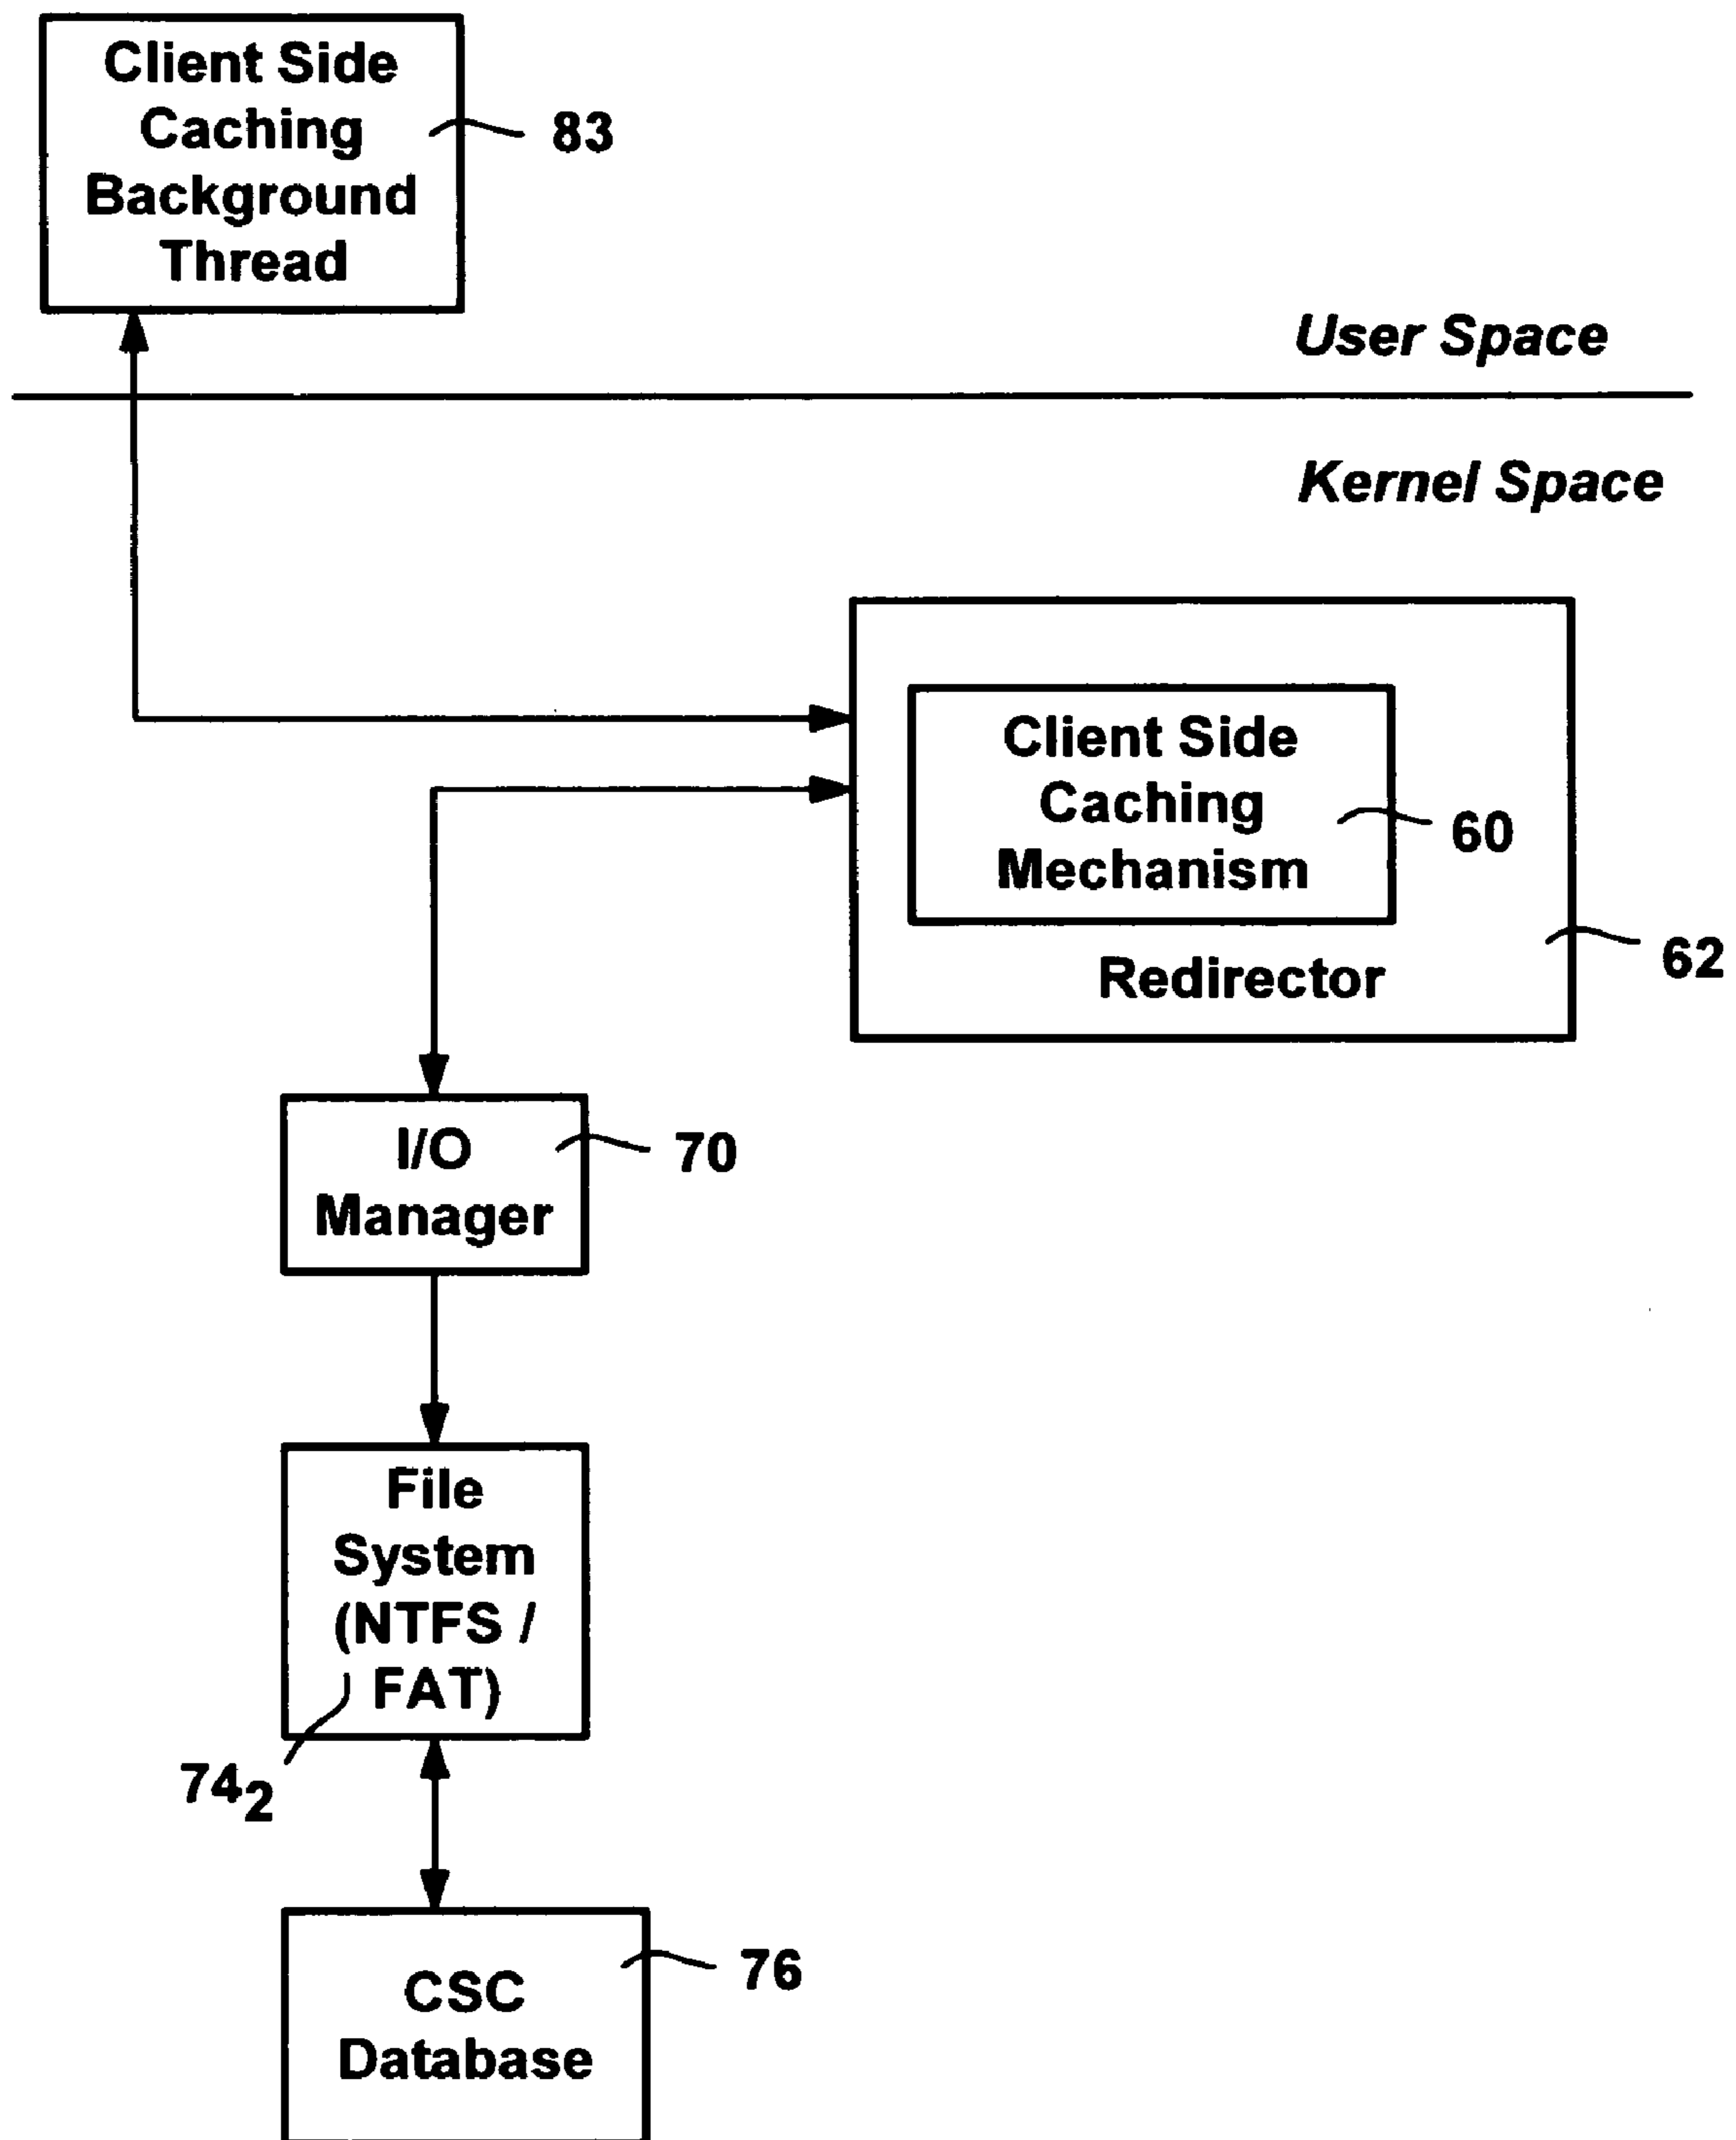 Client Side
Caching
Background
Thread
83
User Space
Kernel Space
Client Side
Caching
Mechanism
60
Redirector
62
I/O
Manager
70
File
System
(NTFS /
FAT)
74₂
CSC
Database
76